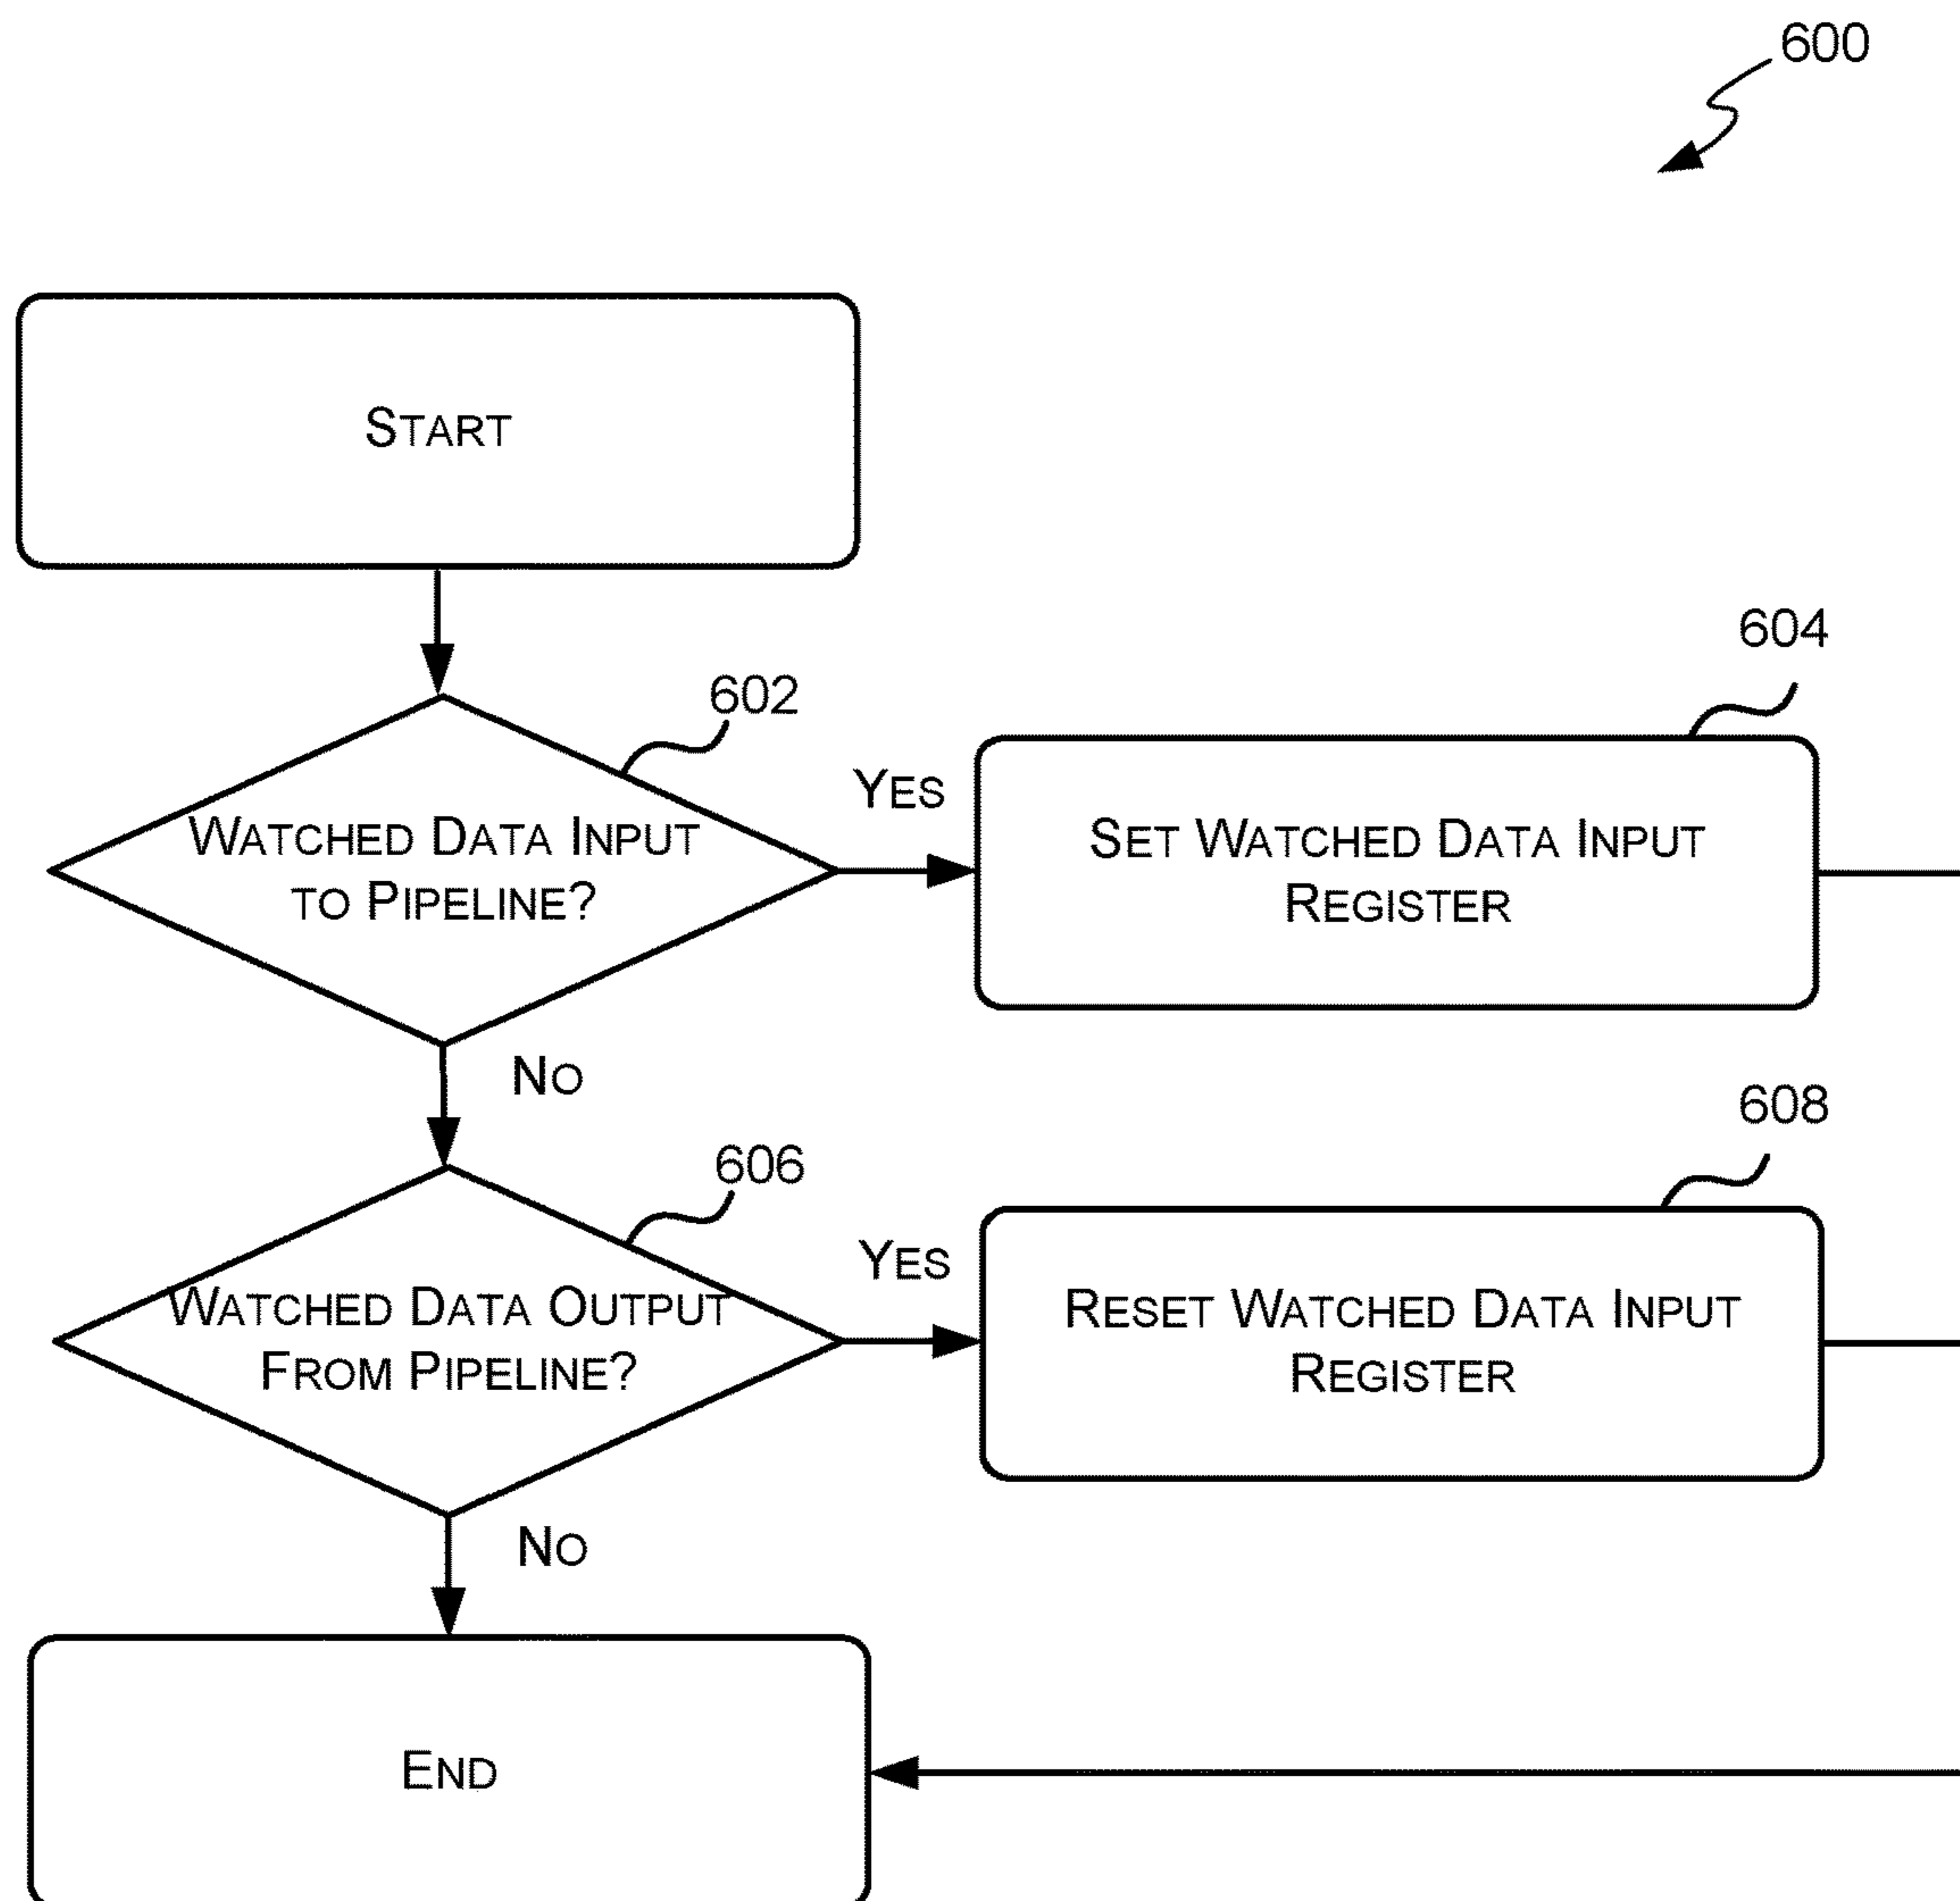 600
START
602
WATCHED DATA INPUT
TO PIPELINE?
YES
604
SET WATCHED DATA INPUT
REGISTER
NO
606
WATCHED DATA OUTPUT
FROM PIPELINE?
YES
608
RESET WATCHED DATA INPUT
REGISTER
NO
END